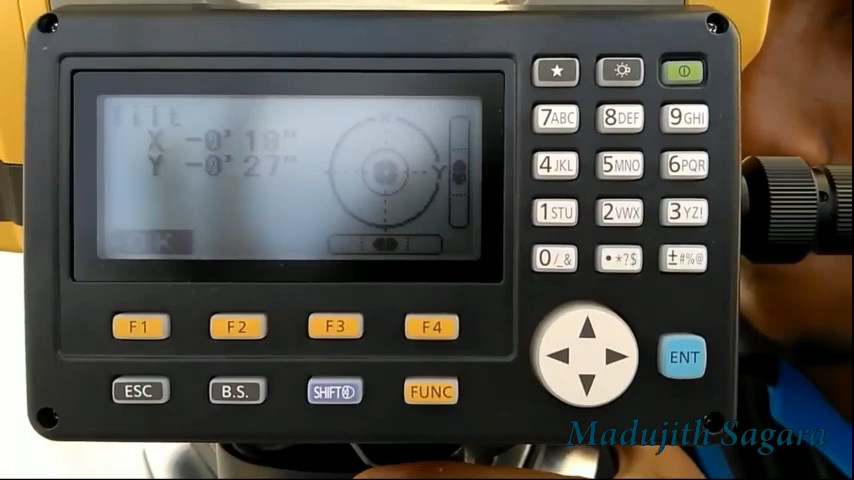 Tilt
X -0' 10"
Y -0' 27"
X
Y
OK
★
7ABC 8DEF 9GHI
4JKL 5MNO 6PQR
1STU 2VWX 3YZ!
0/_& •*?$ ±#%@
F1 F2 F3 F4
ENT
ESC B.S. SHIFT FUNC
Madujith Sagara